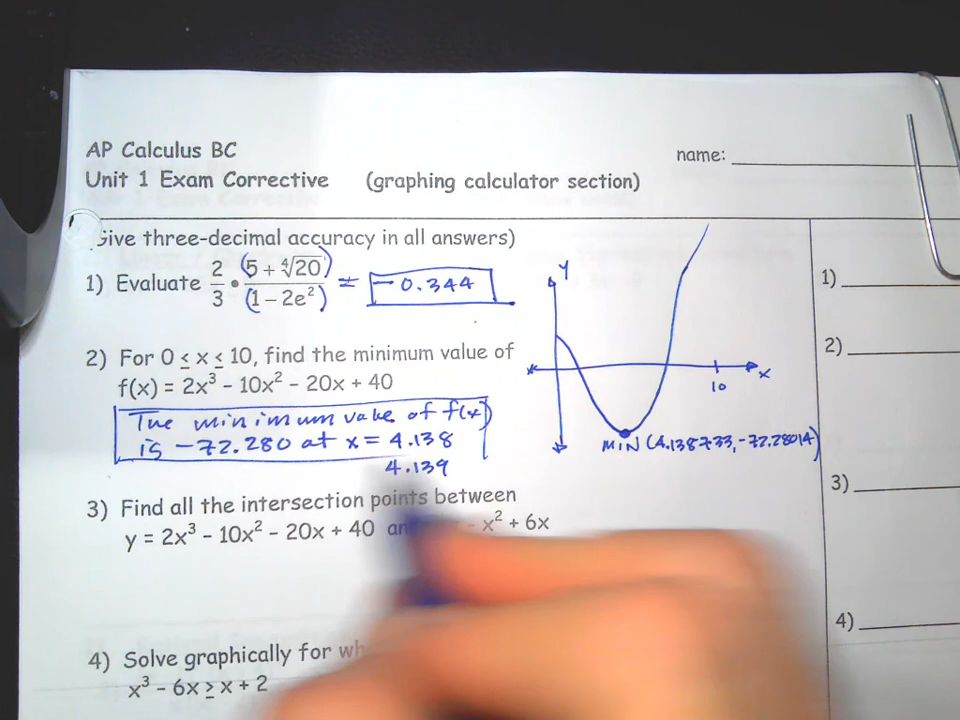 AP Calculus BC
name:
Unit 1 Exam Corrective (graphing calculator section)
Give three-decimal accuracy in all answers)
1) Evaluate 2/3 • (5 + ∜20)/(1 – 2e²) = – 0.344
2) For 0 ≤ x ≤ 10, find the minimum value of
f(x) = 2x³ – 10x² – 20x + 40
The minimum value of f(x)
is –72.280 at x = 4.138
4.139
Y
x
10
MIN (4.138733, –72.28014)
3) Find all the intersection points between
y = 2x³ – 10x² – 20x + 40 – x² + 6x
4) Solve graphically for
x³ – 6x ≥ x + 2
1)
2)
3)
4)